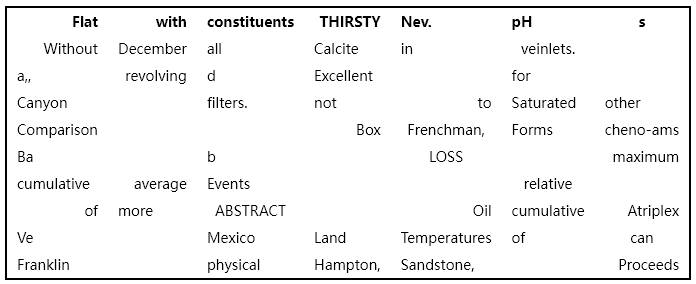 Flat with constituents THIRSTY Nev. pH s
Without December all Calcite in veinlets.
a,, revolving d Excellent for
Canyon filters. not to Saturated other
Comparison Box Frenchman, Forms cheno-ams
Ba b LOSS maximum
cumulative average Events relative
of more ABSTRACT Oil cumulative Atriplex
Ve Mexico Land Temperatures of can
Franklin physical Hampton, Sandstone, Proceeds